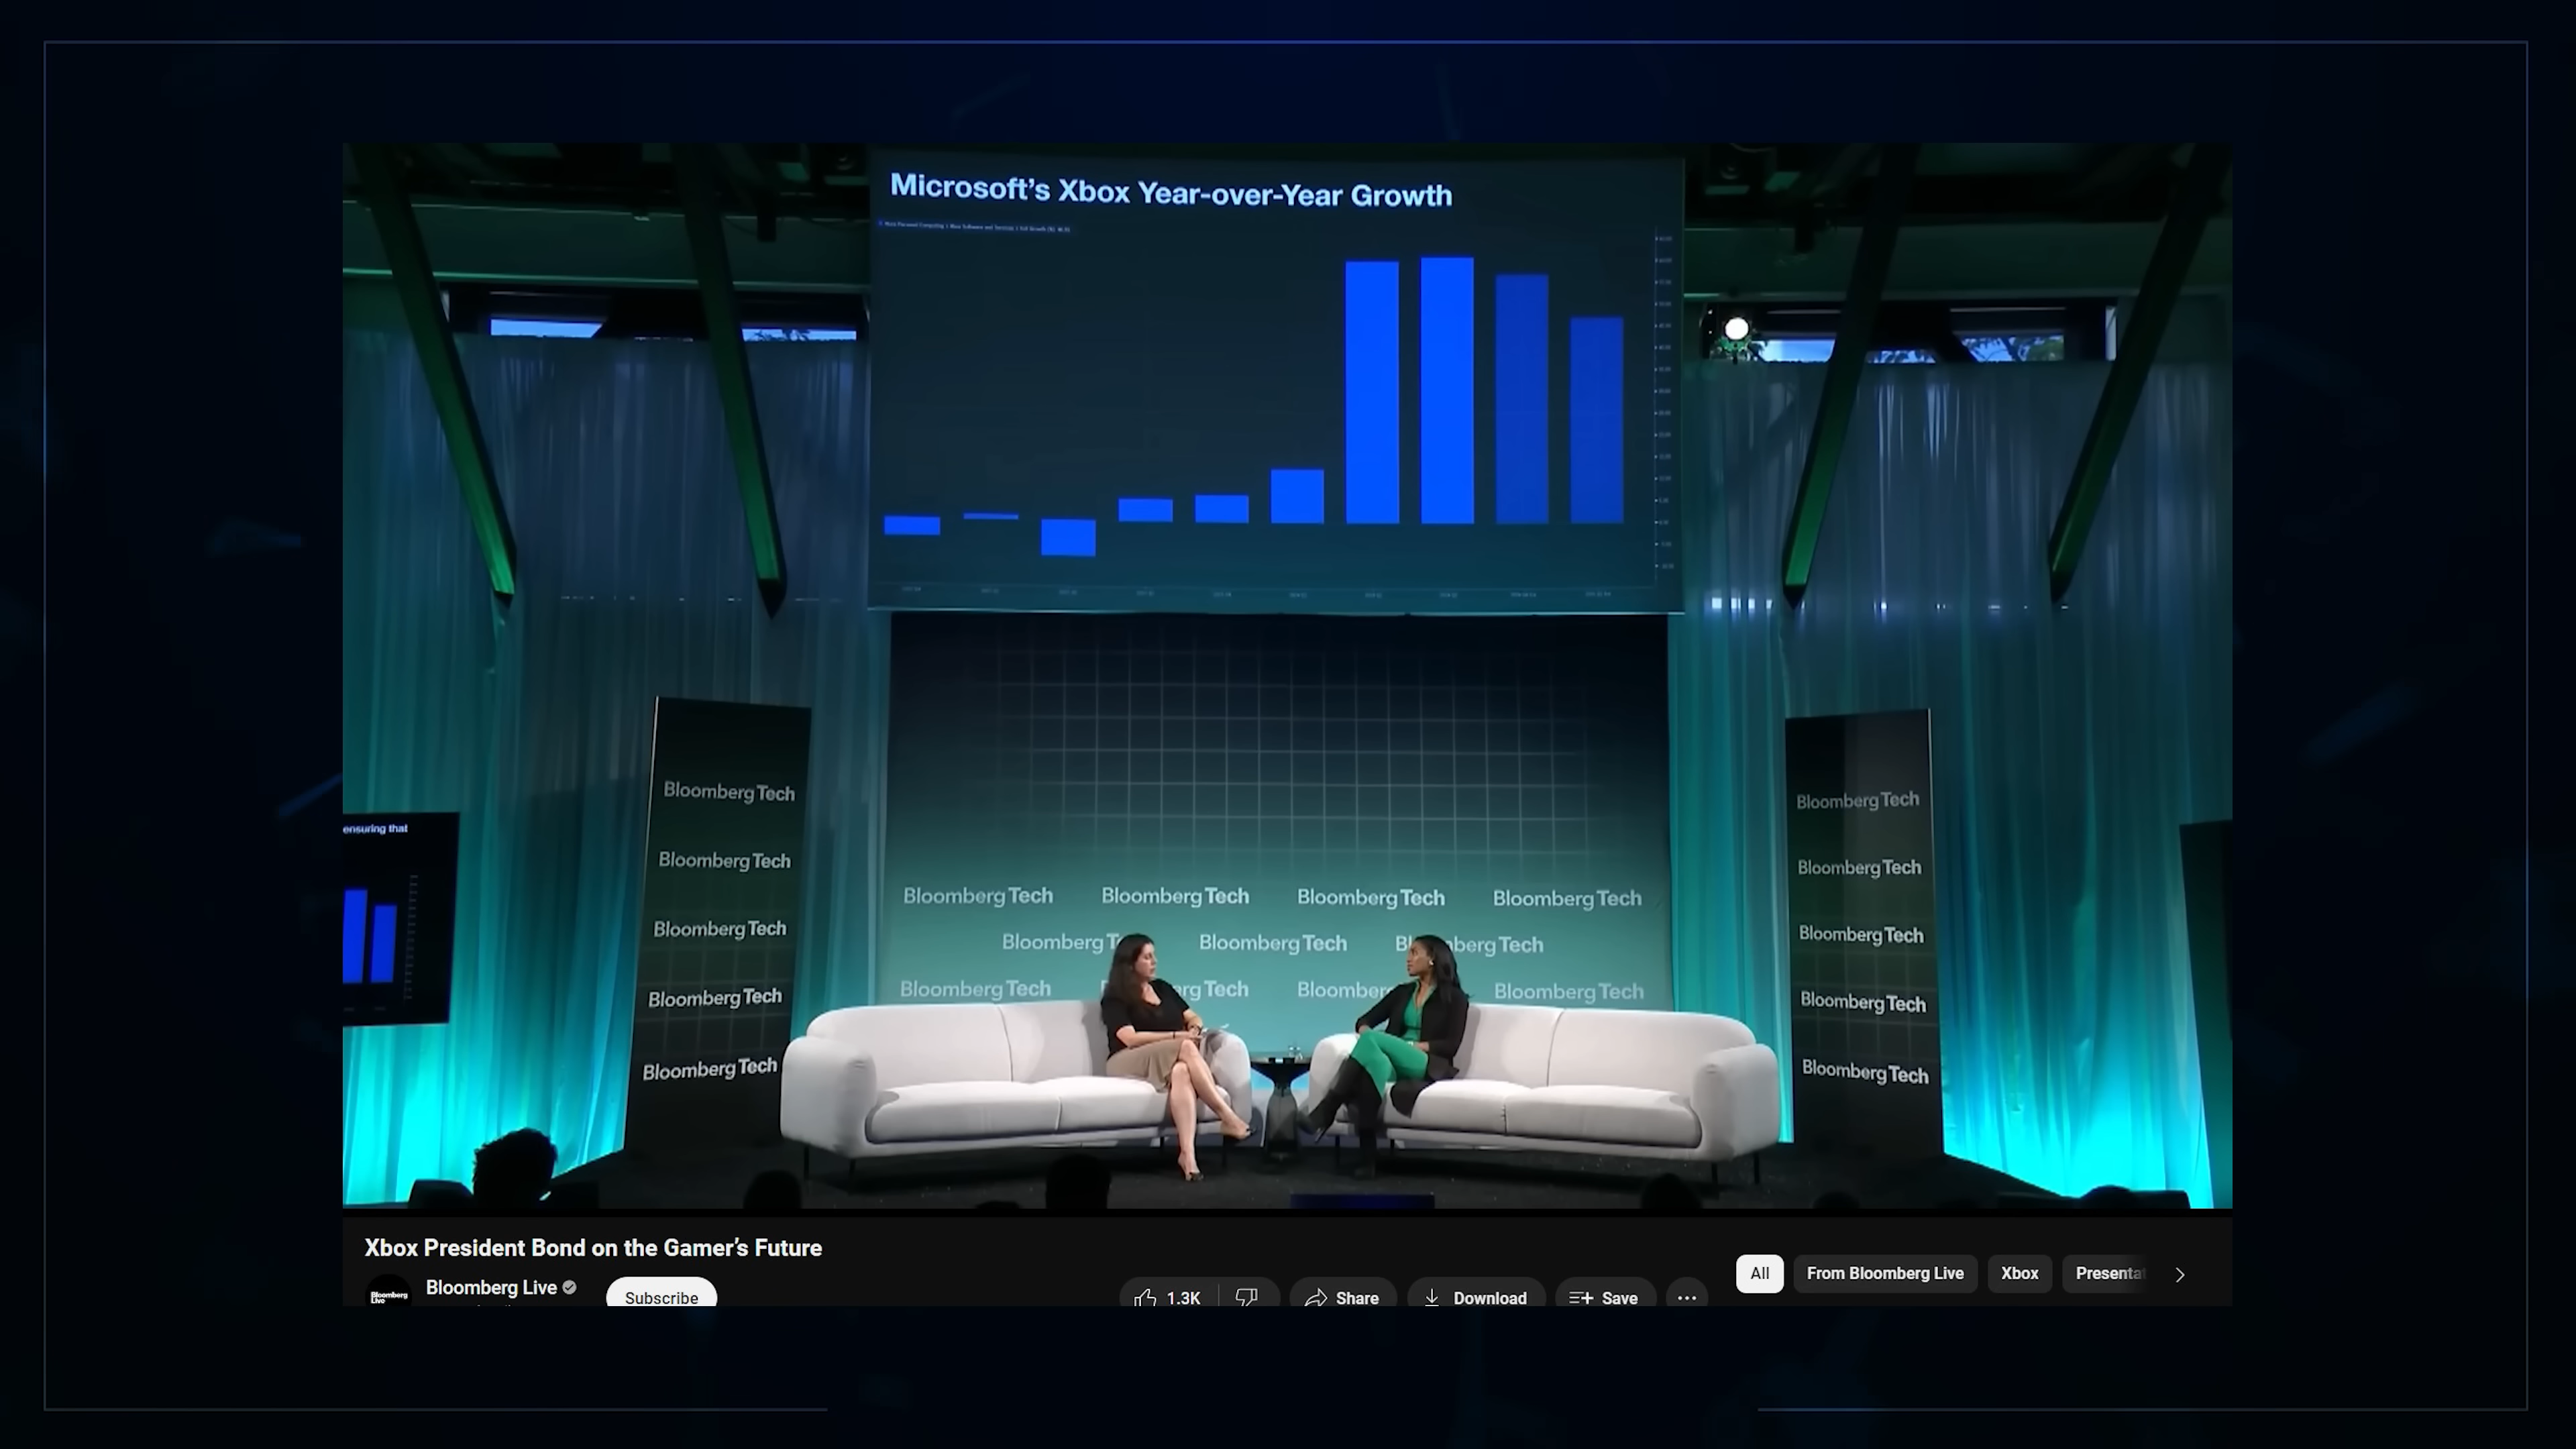 Microsoft's Xbox Year-over-Year Growth
ensuring that
Bloomberg Tech
Bloomberg Tech
Bloomberg Tech
Bloomberg Tech
Bloomberg Tech
Bloomberg Tech Bloomberg Tech Bloomberg Tech Bloomberg Tech
Bloomberg Bloomberg Tech Tech
Bloomberg Tech Tech Bloomberg Tech
Bloomberg Tech
Bloomberg Tech
Bloomberg Tech
Bloomberg Tech
Bloomberg Tech
Xbox President Bond on the Gamer's Future
Bloomberg Live
Bloomberg Live
Subscribe
1.3K
Share
Download
Save
All
From Bloomberg Live
Xbox